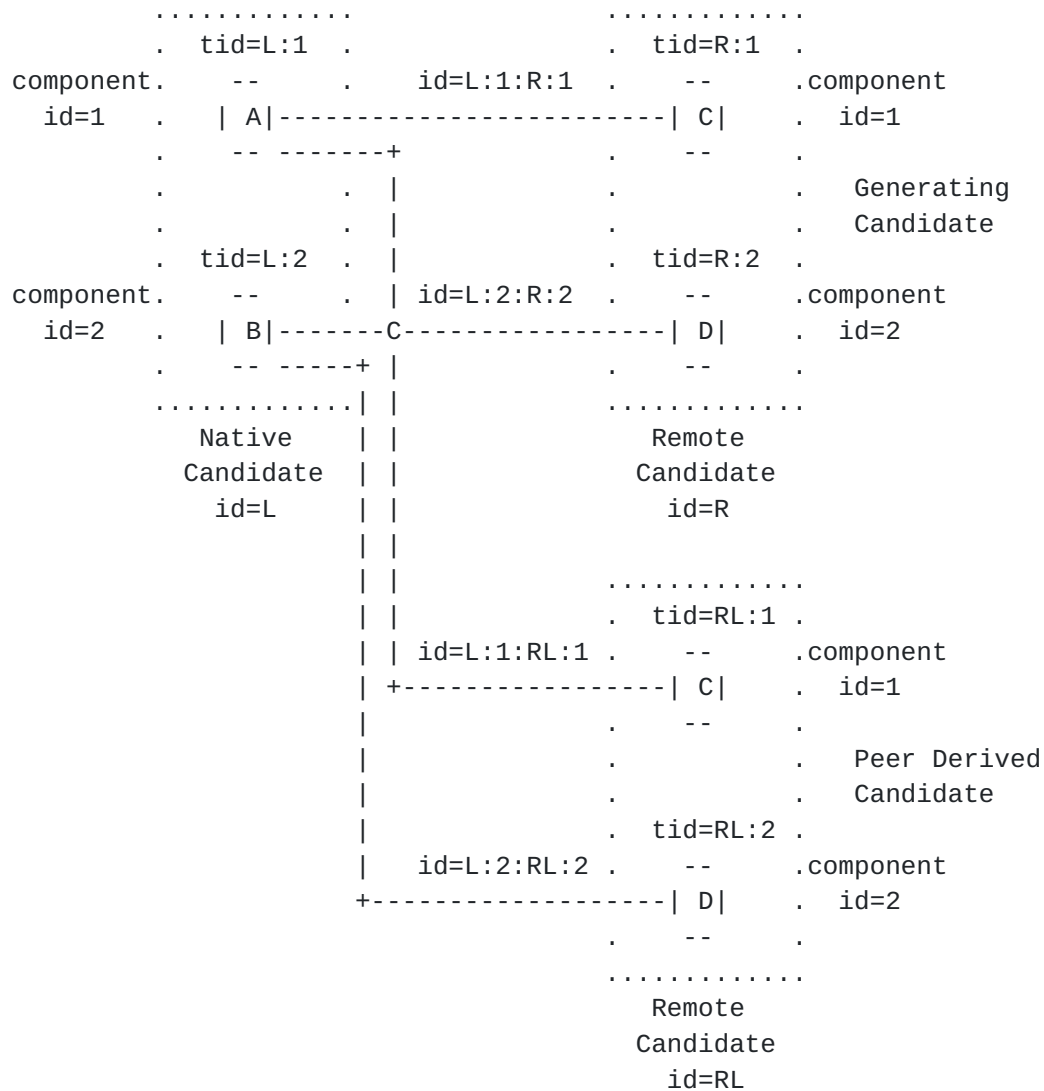 tid=L:1 tid=R:1
component -- id=L:1:R:1 -- component
id=1 | A|-------------------------| C| id=1
-- -------+ --
Generating
Candidate
tid=L:2 tid=R:2
component -- id=L:2:R:2 -- component
id=2 | B|-------C-----------------| D| id=2
-- -----+ --
Native Remote
Candidate Candidate
id=L id=R
tid=RL:1
id=L:1:RL:1 -- component
+-----------------| C| id=1
--
Peer Derived
Candidate
tid=RL:2
id=L:2:RL:2 -- component
+-------------------| D| id=2
--
Remote
Candidate
id=RL